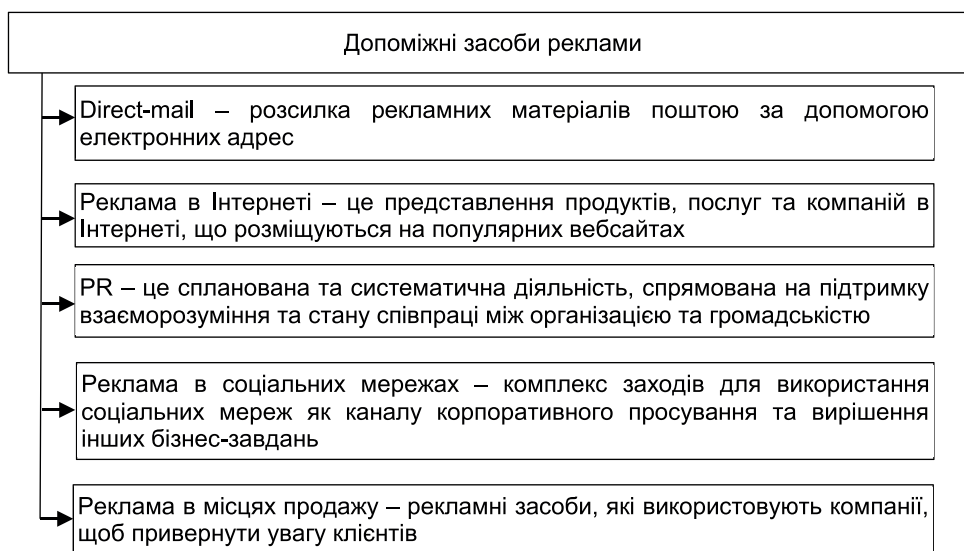 Допоміжні засоби реклами
Direct-mail – розсилка рекламних матеріалів поштою за допомогою
електронних адрес
Реклама в Інтернеті – це представлення продуктів, послуг та компаній в
Інтернеті, що розміщуються на популярних вебсайтах
PR – це спланована та систематична діяльність, спрямована на підтримку
взаєморозуміння та стану співпраці між організацією та громадськістю
Реклама в соціальних мережах – комплекс заходів для використання
соціальних мереж як каналу корпоративного просування та вирішення
інших бізнес-завдань
Реклама в місцях продажу – рекламні засоби, які використовують компанії,
щоб привернути увагу клієнтів